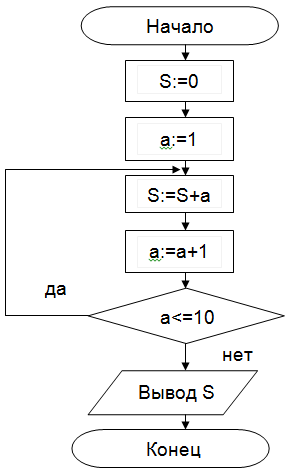 Начало
S:=0
a:=1
S:=S+a
a:=a+1
да
a<=10
нет
Вывод S
Конец